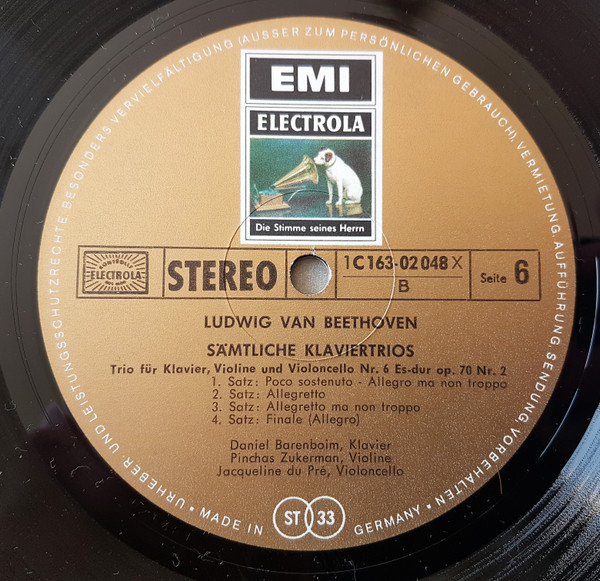 URHEBER UND LEISTUNGSSCHUTZRECHTE BESONDERS VERVIELFÄLTIGUNG (AUSSER ZUM PERSÖNLICHEN GEBRAUCH), VERMIETUNG, AUFFÜHRUNG SENDUNG VORBEHALTEN
EMI
ELECTROLA
Die Stimme seines Herrn
ELECTROLA
STEREO
1 C 163-02 048 X
B
Seite 6
LUDWIG VAN BEETHOVEN
SÄMTLICHE KLAVIERTRIOS
Trio für Klavier, Violine und Violoncello Nr. 6 Es-dur op. 70 Nr. 2
1. Satz: Poco sostenuto - Allegro ma non troppo
2. Satz: Allegretto
3. Satz: Allegretto ma non troppo
4. Satz: Finale (Allegro)
Daniel Barenboim, Klavier
Pinchas Zukerman, Violine
Jacqueline du Pré, Violoncello
• MADE IN ST 33 GERMANY •